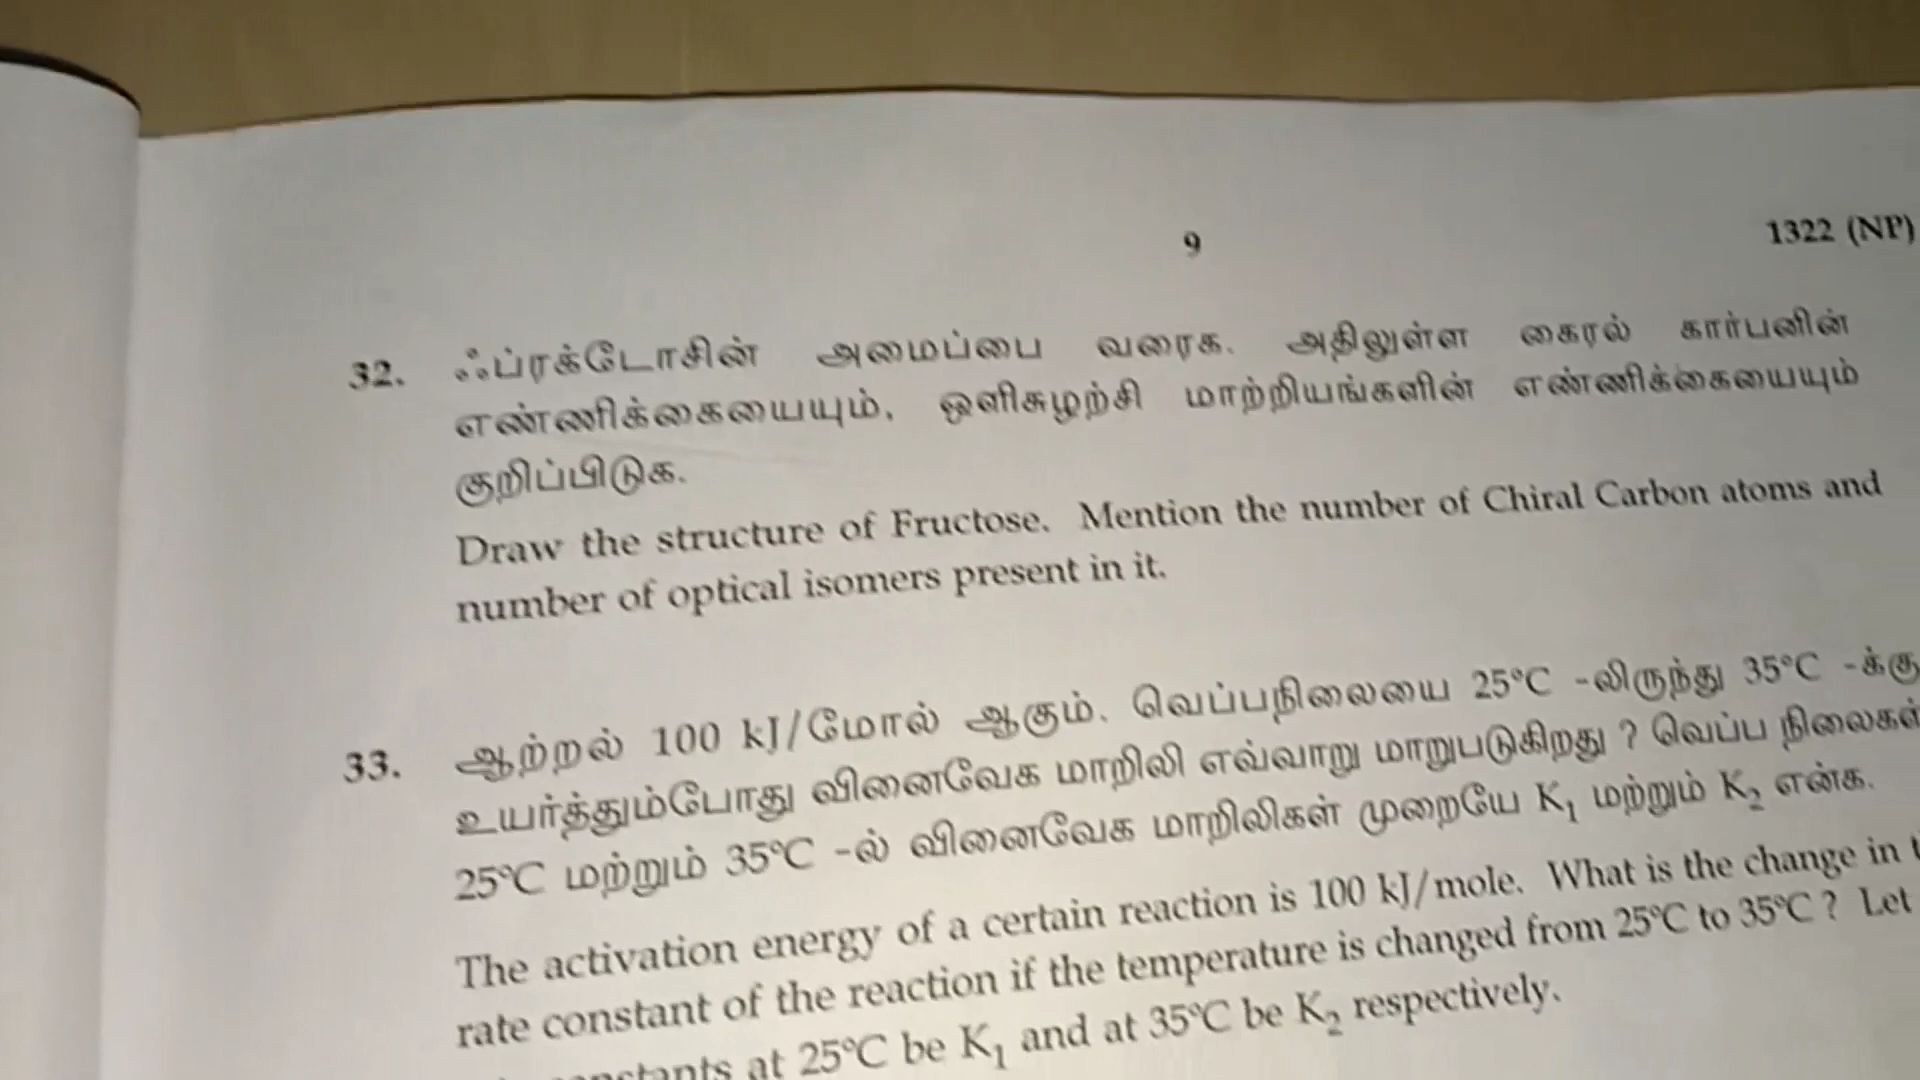 9
1322 (NP)
32. ஃப்ரக்டோசின் அமைப்பை வரைக. அதிலுள்ள கைரல் கார்பனின்
எண்ணிக்கையையும், ஒளிசுழற்சி மாற்றியங்களின் எண்ணிக்கையையும்
குறிப்பிடுக.
Draw the structure of Fructose. Mention the number of Chiral Carbon atoms and
number of optical isomers present in it.
33. ஆற்றல் 100 kJ/மோல் ஆகும். வெப்பநிலையை 25°C -லிருந்து 35°C -க்கு
உயர்த்தும்போது வினைவேக மாறிலி எவ்வாறு மாறுபடுகிறது ? வெப்ப நிலைகள்
25°C மற்றும் 35°C -ல் வினைவேக மாறிலிகள் முறையே K₁ மற்றும் K₂ என்க.
The activation energy of a certain reaction is 100 kJ/mole. What is the change in
rate constant of the reaction if the temperature is changed from 25°C to 35°C ? Let
at 25°C be K₁ and at 35°C be K₂ respectively.